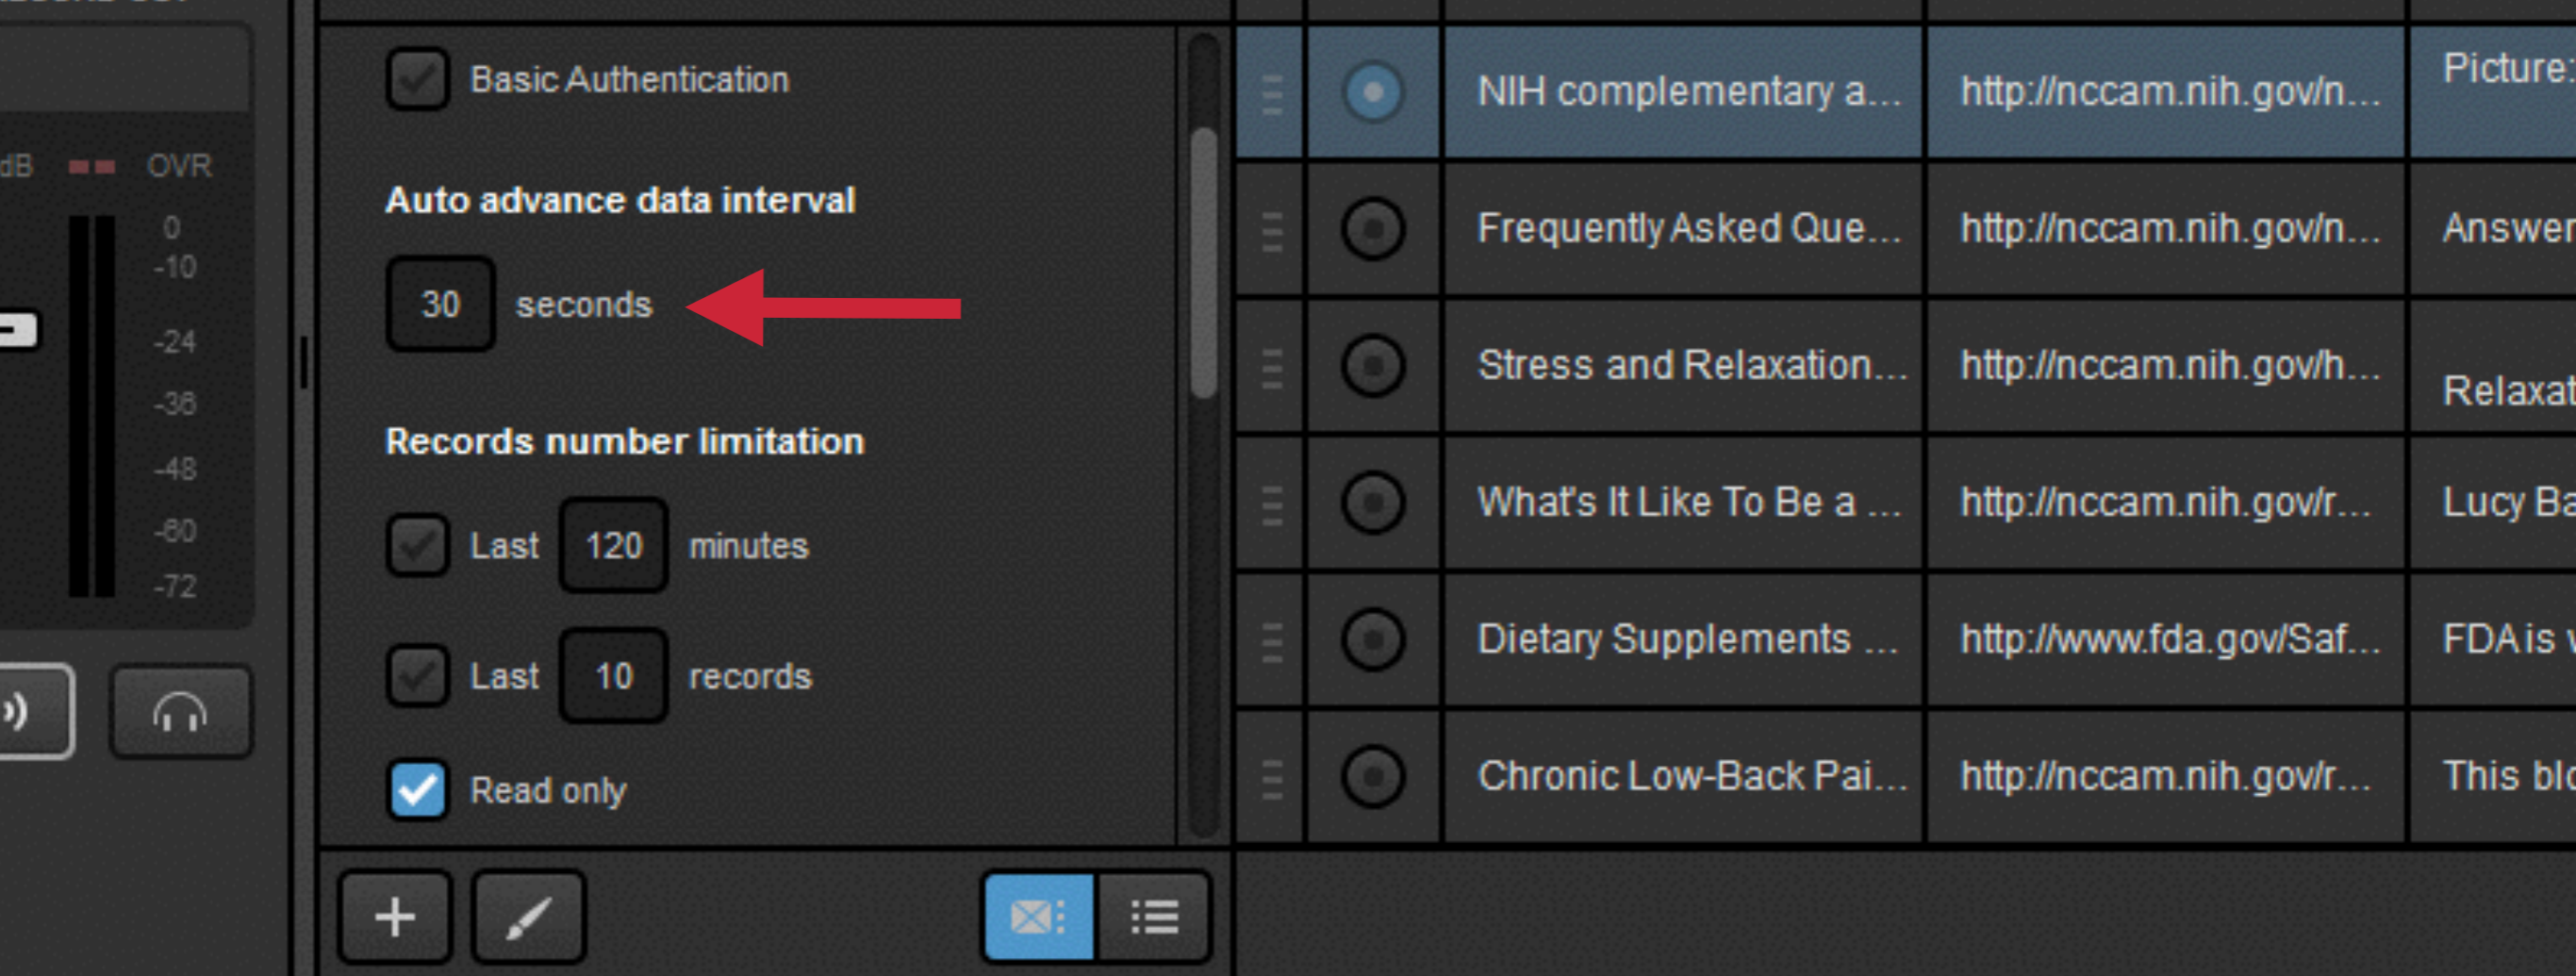 dB
OVR
0
-10
-24
-36
-48
-60
-72
Basic Authentication
Auto advance data interval
30 seconds
Records number limitation
Last 120 minutes
Last 10 records
Read only
NIH complementary a... http://nccam.nih.gov/n... Picture:
Frequently Asked Que... http://nccam.nih.gov/n... Answer
Stress and Relaxation... http://nccam.nih.gov/h... Relaxat
What's It Like To Be a ... http://nccam.nih.gov/r... Lucy Ba
Dietary Supplements ... http://www.fda.gov/Saf... FDA is
Chronic Low-Back Pai... http://nccam.nih.gov/r... This blo